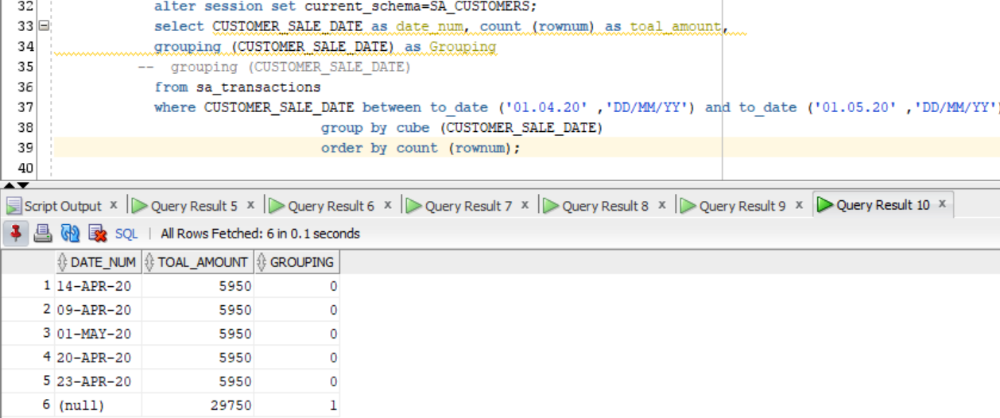 32 alter session set current_schema=SA_CUSTOMERS;
33 select CUSTOMER_SALE_DATE as date_num, count (rownum) as toal_amount,
34 grouping (CUSTOMER_SALE_DATE) as Grouping
35 -- grouping (CUSTOMER_SALE_DATE)
36 from sa_transactions
37 where CUSTOMER_SALE_DATE between to_date ('01.04.20' ,'DD/MM/YY') and to_date ('01.05.20' ,'DD/MM/YY')
38 group by cube (CUSTOMER_SALE_DATE)
39 order by count (rownum);
40
Script Output x Query Result 5 x Query Result 6 x Query Result 7 x Query Result 8 x Query Result 9 x Query Result 10 x
SQL | All Rows Fetched: 6 in 0.1 seconds
DATE_NUM TOAL_AMOUNT GROUPING
1 14-APR-20 5950 0
2 09-APR-20 5950 0
3 01-MAY-20 5950 0
4 20-APR-20 5950 0
5 23-APR-20 5950 0
6 (null) 29750 1